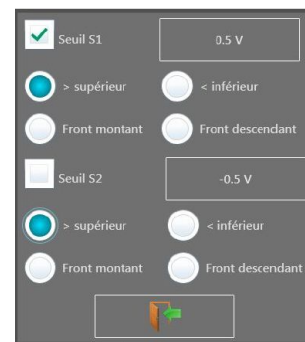 Seuil S1 0.5 V
> supérieur < inférieur
Front montant Front descendant
Seuil S2 -0.5 V
> supérieur < inférieur
Front montant Front descendant